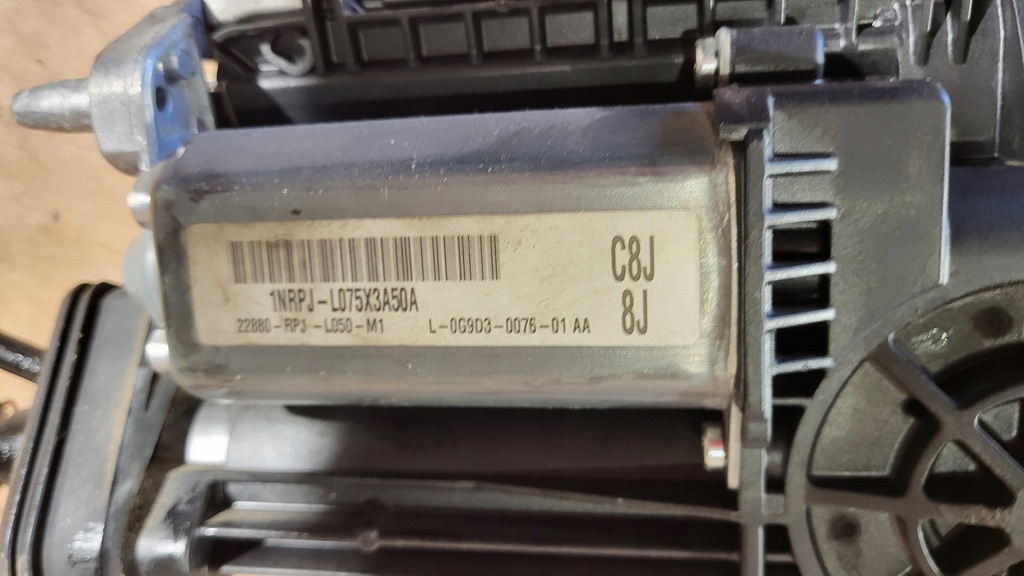 C8J
1NRPJ-L075X3A50A
22880-RPJ-L050-M1 L-0G9D3-0076-01 AA
8J